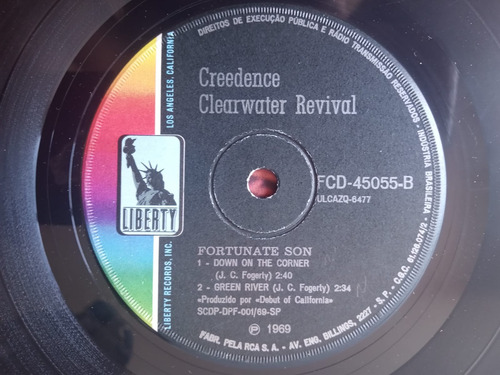 DIREITOS DE EXECUÇÃO PÚBLICA E RADIO TRANSMISSÃO RESERVADOS - INDÚSTRIA BRASILEIRA
LOS ANGELES, CALIFORNIA
Creedence
Clearwater Revival
FCD-45055-B
ULCAZQ-6477
LIBERTY
LIBERTY RECORDS, INC.
FORTUNATE SON
1 - DOWN ON THE CORNER
(J. C. Fogerty) 2:40
2 - GREEN RIVER (J. C. Fogerty) 2:34
«Produzido por «Debut of California»
SCDP-DPF-001/69-SP
℗ 1969
FABR. PELA RCA S. A. - AV. ENG. BILLINGS, 2227 - S. P. - C.G.C.